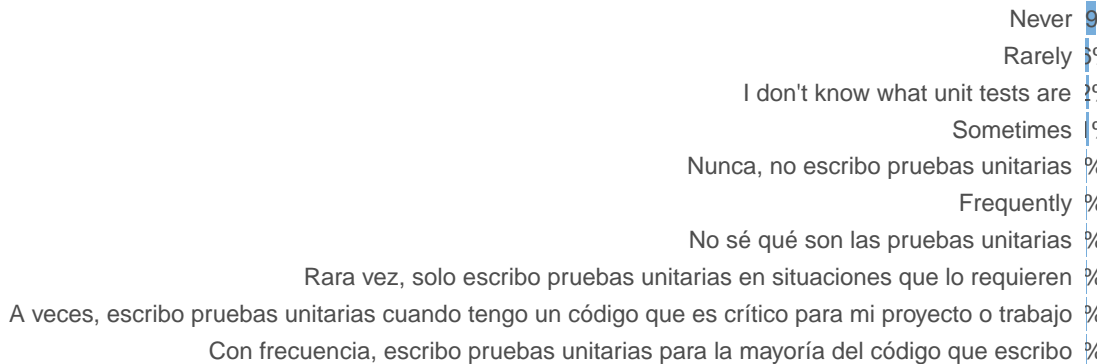 Never 9
Rarely
I don't know what unit tests are
Sometimes
Nunca, no escribo pruebas unitarias %
Frequently %
No sé qué son las pruebas unitarias %
Rara vez, solo escribo pruebas unitarias en situaciones que lo requieren %
A veces, escribo pruebas unitarias cuando tengo un código que es crítico para mi proyecto o trabajo %
Con frecuencia, escribo pruebas unitarias para la mayoría del código que escribo %